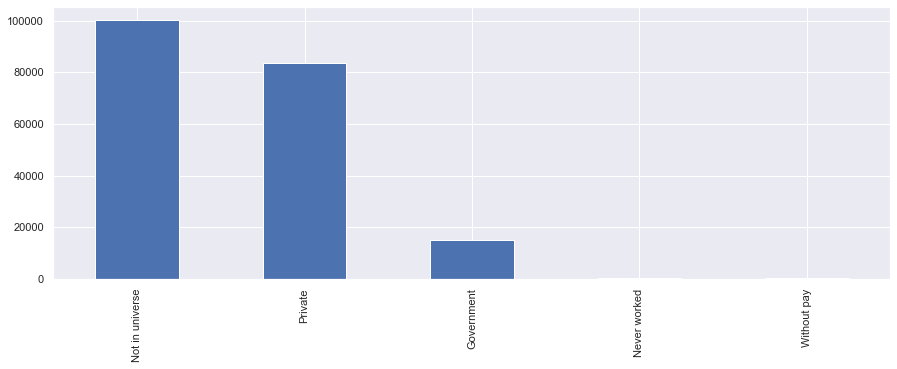 100000
80000
60000
40000
20000
0
Not in universe
Private
Government
Never worked
Without pay